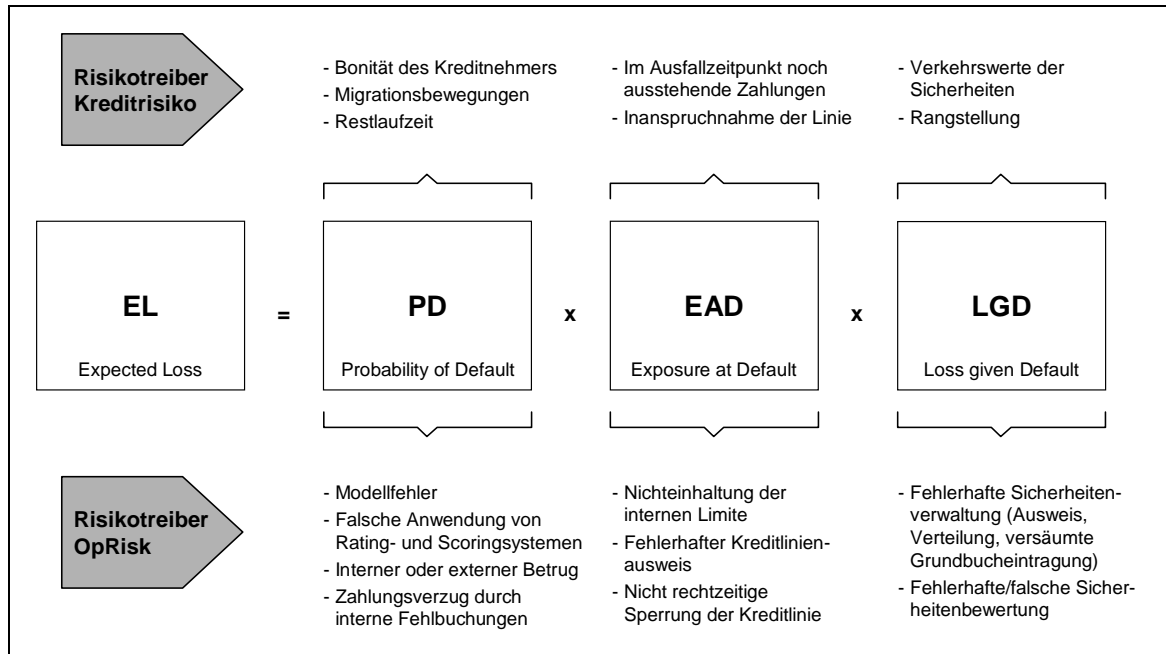 Risikotreiber
Kreditrisiko
- Bonität des Kreditnehmers
- Migrationsbewegungen
- Restlaufzeit
- Im Ausfallzeitpunkt noch
ausstehende Zahlungen
- Inanspruchnahme der Linie
- Verkehrswerte der
Sicherheiten
- Rangstellung
EL
Expected Loss
=
PD
Probability of Default
x
EAD
Exposure at Default
x
LGD
Loss given Default
Risikotreiber
OpRisk
- Modellfehler
- Falsche Anwendung von
Rating- und Scoringsystemen
- Interner oder externer Betrug
- Zahlungsverzug durch
interne Fehlbuchungen
- Nichteinhaltung der
internen Limite
- Fehlerhafter Kreditlinien-
ausweis
- Nicht rechtzeitige
Sperrung der Kreditlinie
- Fehlerhafte Sicherheiten-
verwaltung (Ausweis,
Verteilung, versäumte
Grundbucheintragung)
- Fehlerhafte/falsche Sicher-
heitenbewertung